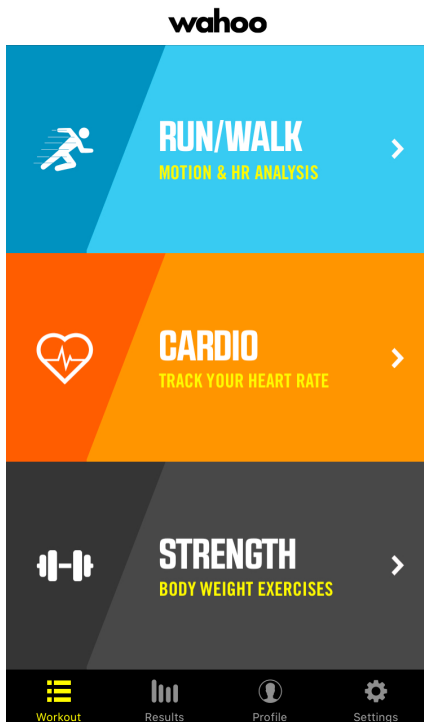 wahoo
RUN/WALK
MOTION & HR ANALYSIS
CARDIO
TRACK YOUR HEART RATE
STRENGTH
BODY WEIGHT EXERCISES
Workout Results Profile Settings